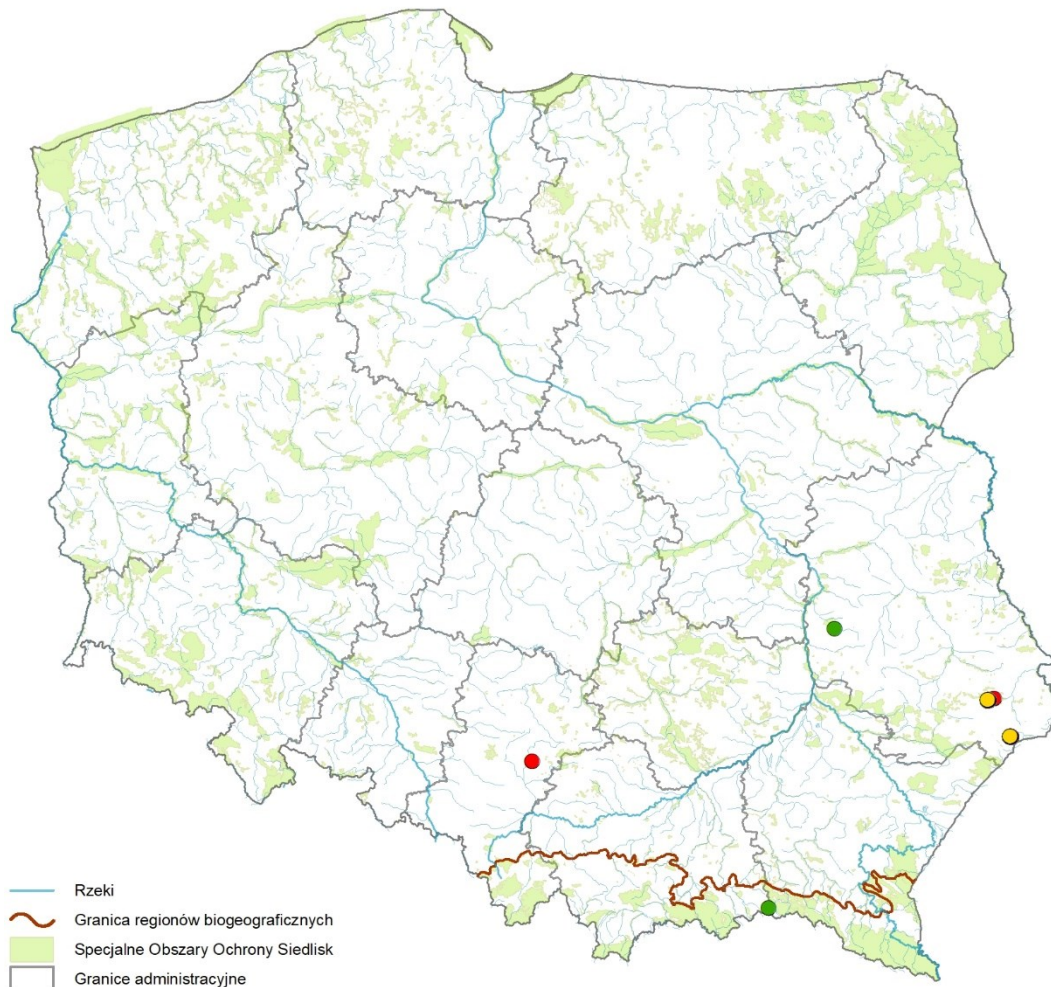 Rzeki
Granica regionów biogeograficznych
Specjalne Obszary Ochrony Siedlisk
Granice administracyjne